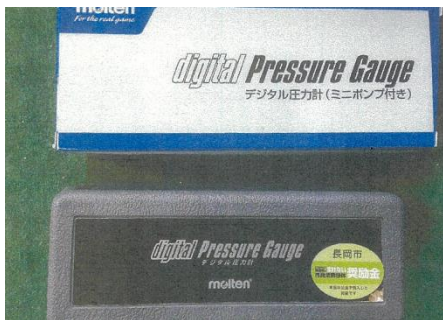 molten
For the real game
digital Pressure Gauge
デジタル圧力計(ミニポンプ付き)
digital Pressure Gauge
デジタル圧力計
molten
長岡市
奨励金